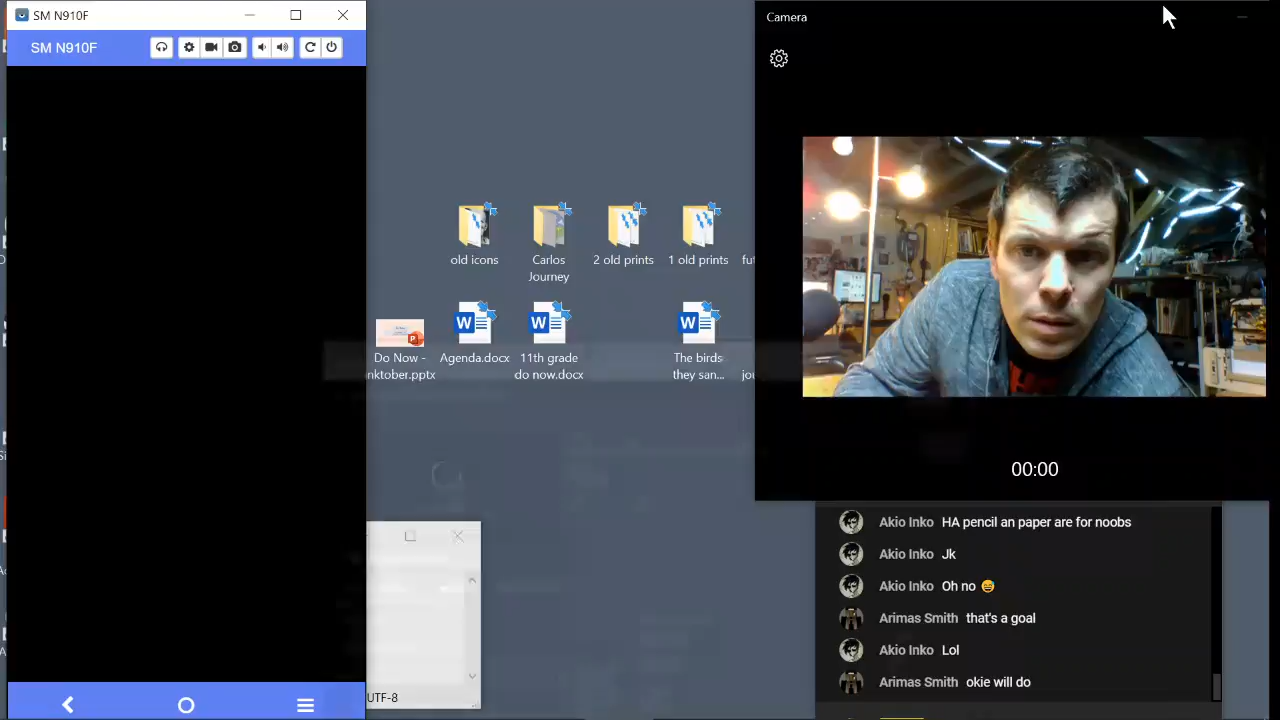 SM N910F
SM N910F
Camera
old icons
Carlos
Journey
2 old prints
1 old prints
Do Now -
nktober.pptx
Agenda.docx
11th grade
do now.docx
The birds
they san...
00:00
Akio Inko HA pencil an paper are for noobs
Akio Inko Jk
Akio Inko Oh no 😅
Arimas Smith that's a goal
Akio Inko Lol
Arimas Smith okie will do
UTF-8